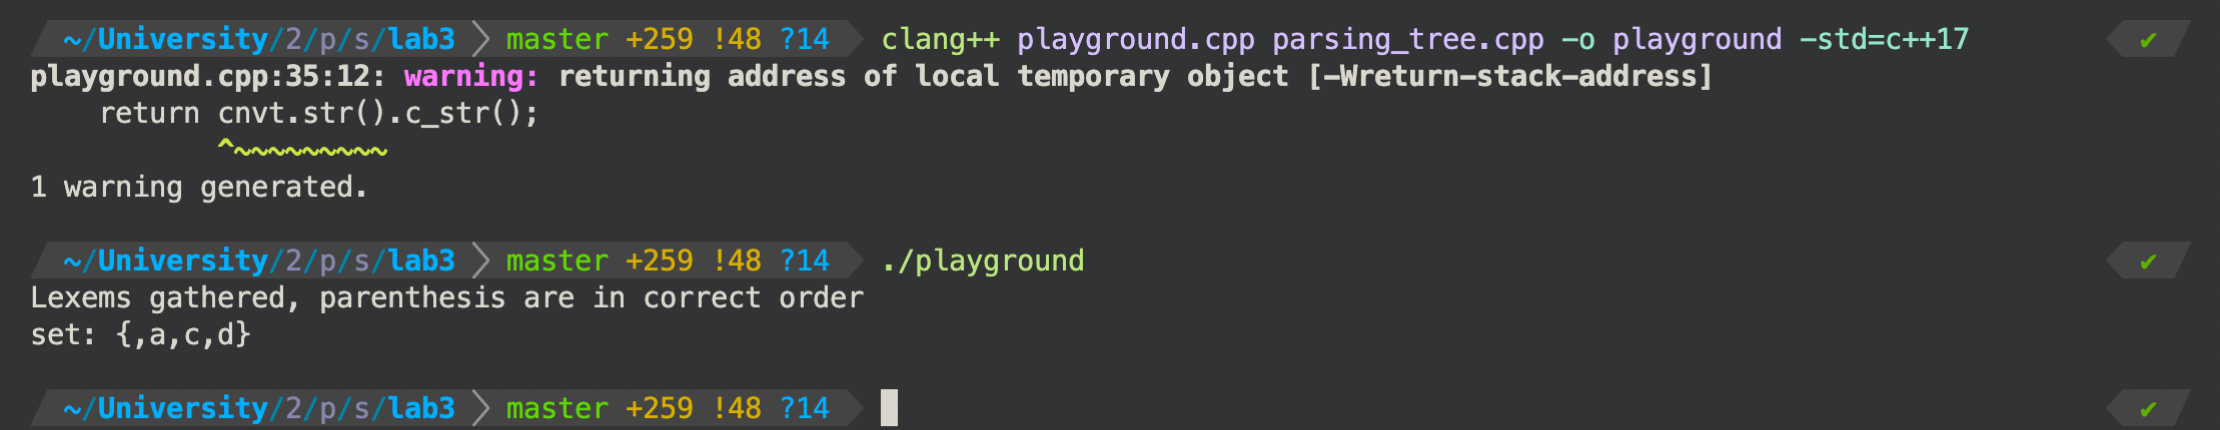 ~/University/2/p/s/lab3 master +259 !48 ?14 clang++ playground.cpp parsing_tree.cpp -o playground -std=c++17 ✔
playground.cpp:35:12: warning: returning address of local temporary object [-Wreturn-stack-address]
    return cnvt.str().c_str();
           ^~~~~~~~~~
1 warning generated.
~/University/2/p/s/lab3 master +259 !48 ?14 ./playground ✔
Lexems gathered, parenthesis are in correct order
set: {,a,c,d}
~/University/2/p/s/lab3 master +259 !48 ?14 ✔